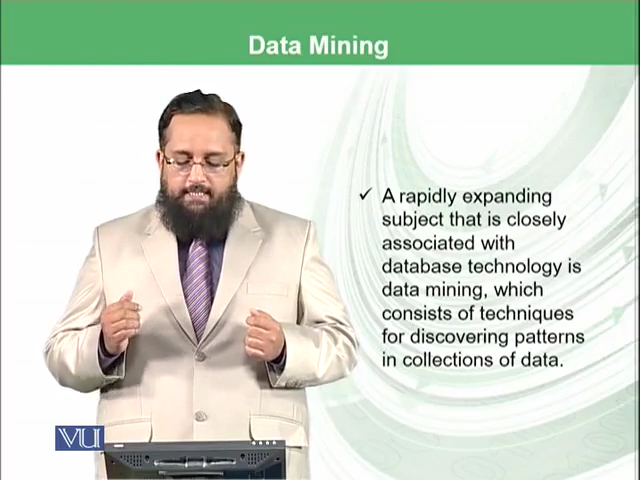 Data Mining
✓ A rapidly expanding
subject that is closely
associated with
database technology is
data mining, which
consists of techniques
for discovering patterns
in collections of data.
VU